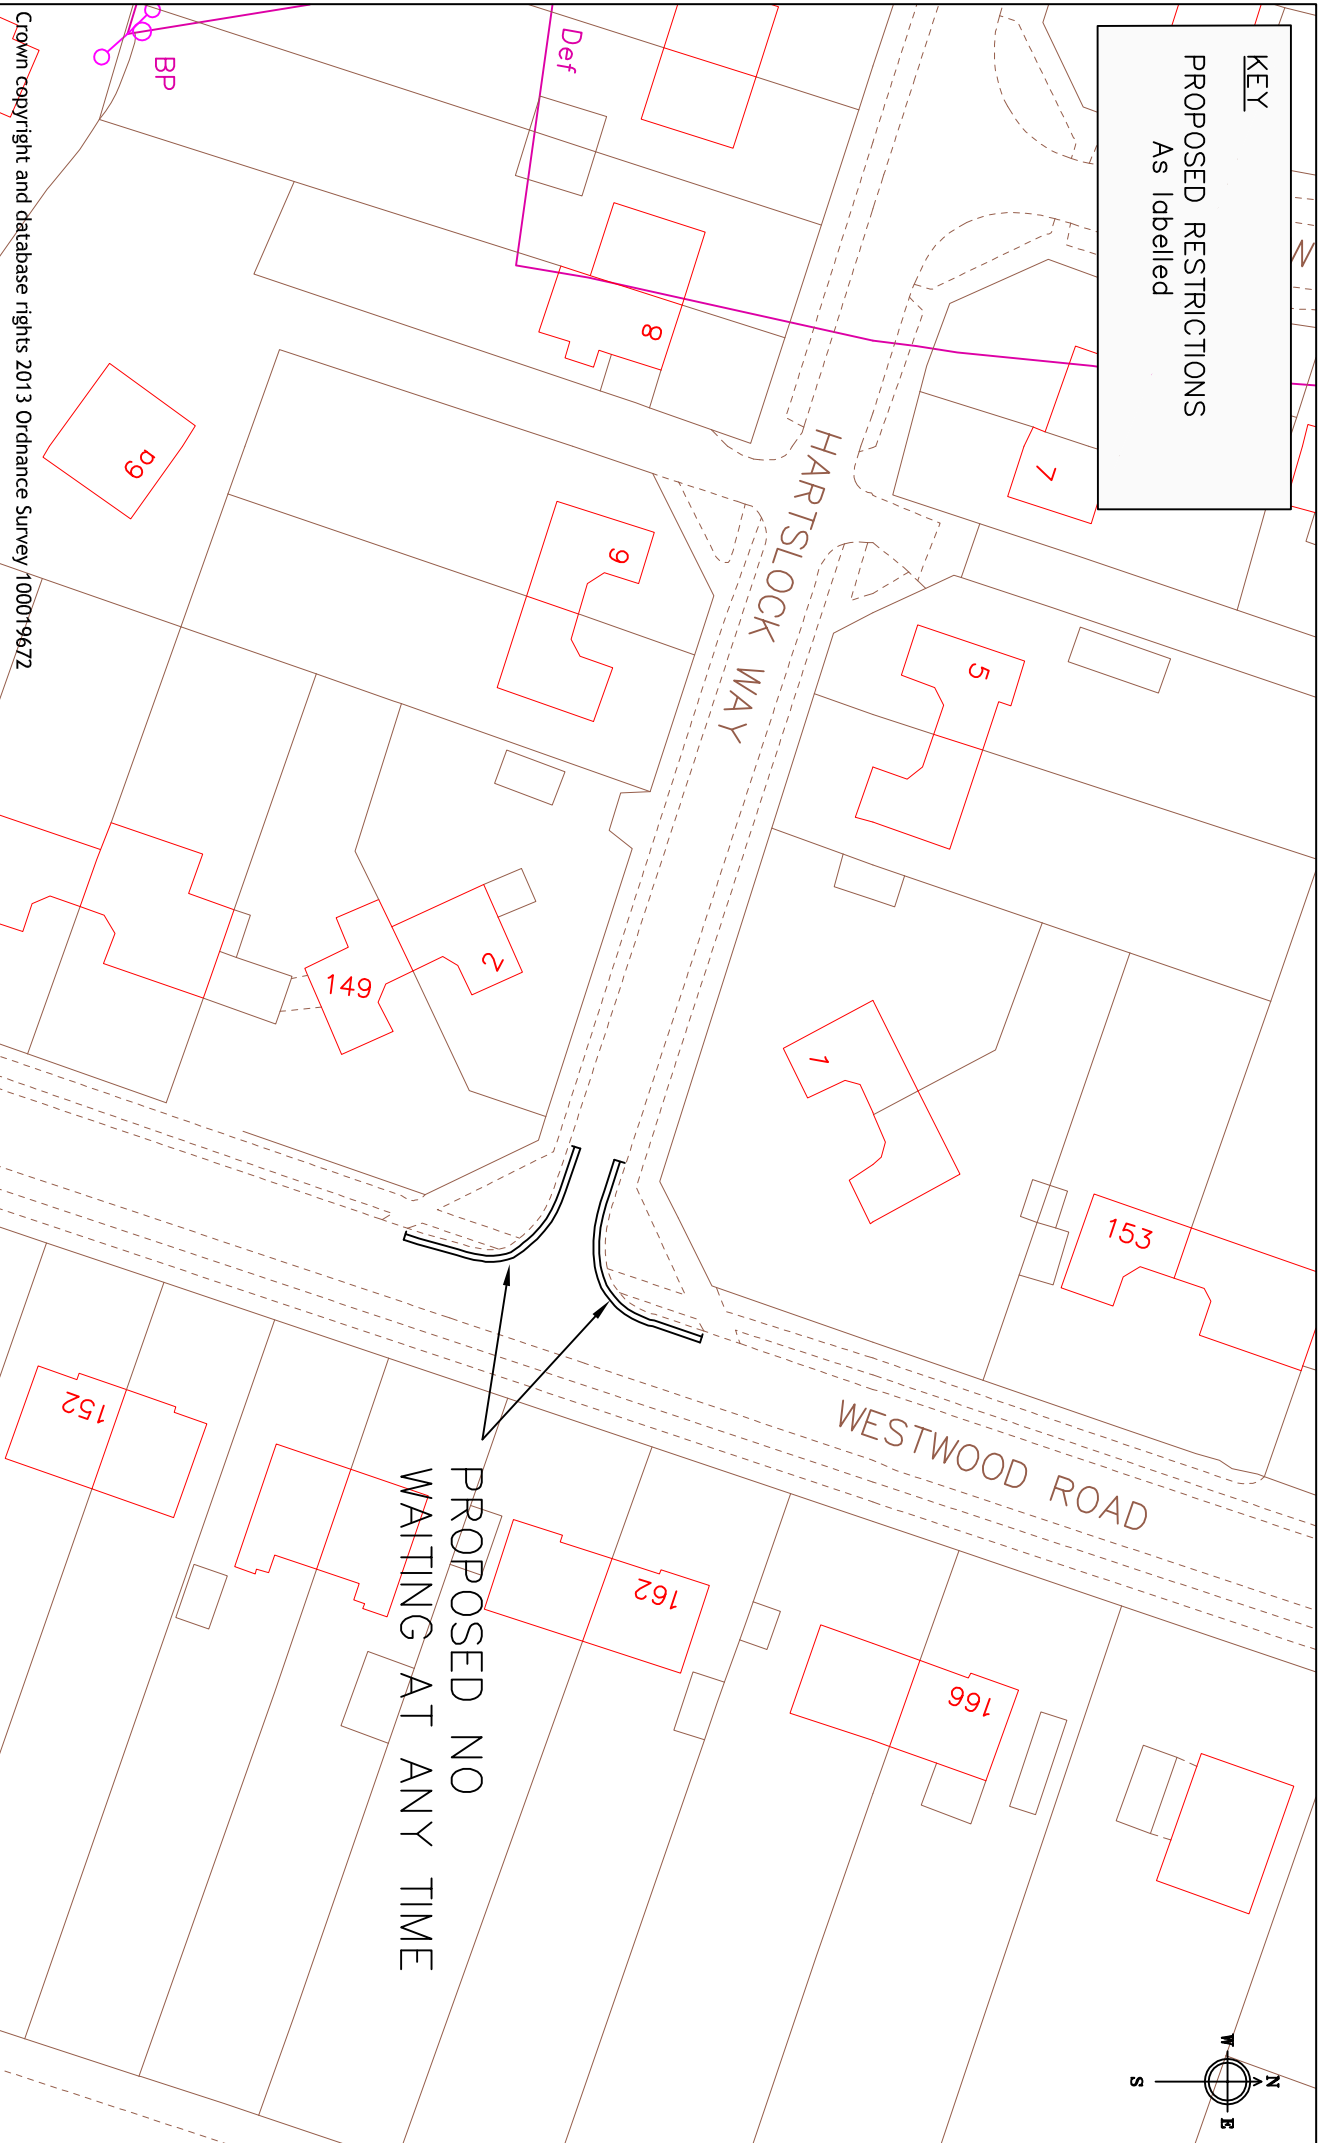 KEY
PROPOSED RESTRICTIONS
As labelled
W
N
W E
S
Def
BP
8
7
HARTSLOCK WAY
9
9a
5
2
149
1
153
WESTWOOD ROAD
152
162
166
PROPOSED NO
WAITING AT ANY TIME
Crown copyright and database rights 2013 Ordnance Survey 100019672